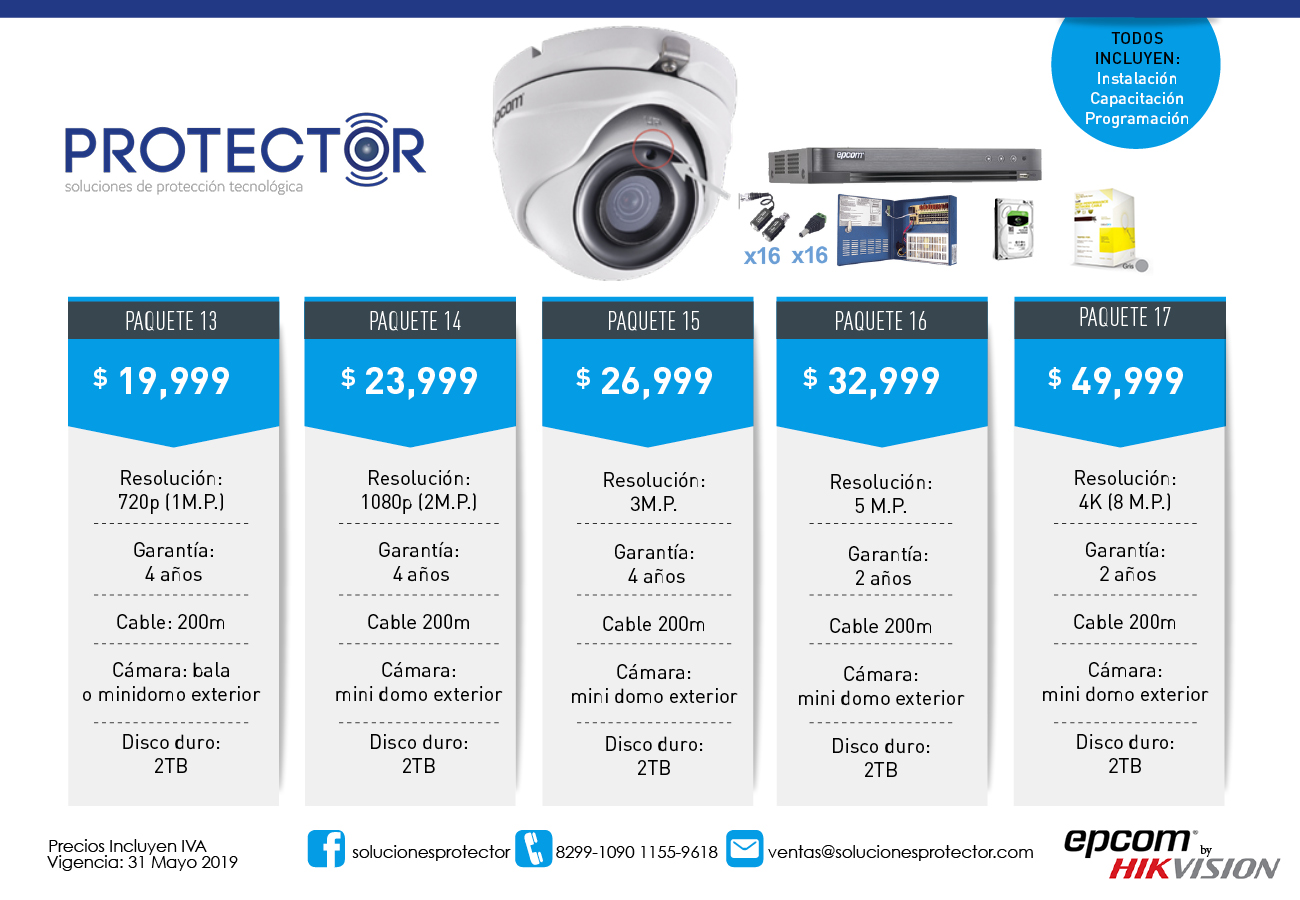 TODOS
INCLUYEN:
Instalación
Capacitación
Programación
PROTECTOR
soluciones de protección tecnológica
epcom
epcom
x16 x16
Gris
PAQUETE 13
$ 19,999
Resolución:
720p (1M.P.)
Garantía:
4 años
Cable: 200m
Cámara: bala
o minidomo exterior
Disco duro:
2TB
PAQUETE 14
$ 23,999
Resolución:
1080p (2M.P.)
Garantía:
4 años
Cable 200m
Cámara:
mini domo exterior
Disco duro:
2TB
PAQUETE 15
$ 26,999
Resolución:
3M.P.
Garantía:
4 años
Cable 200m
Cámara:
mini domo exterior
Disco duro:
2TB
PAQUETE 16
$ 32,999
Resolución:
5 M.P.
Garantía:
2 años
Cable 200m
Cámara:
mini domo exterior
Disco duro:
2TB
PAQUETE 17
$ 49,999
Resolución:
4K (8 M.P.)
Garantía:
2 años
Cable 200m
Cámara:
mini domo exterior
Disco duro:
2TB
Precios Incluyen IVA
Vigencia: 31 Mayo 2019
solucionesprotector
8299-1090 1155-9618
ventas@solucionesprotector.com
epcom® by
HIKVISION